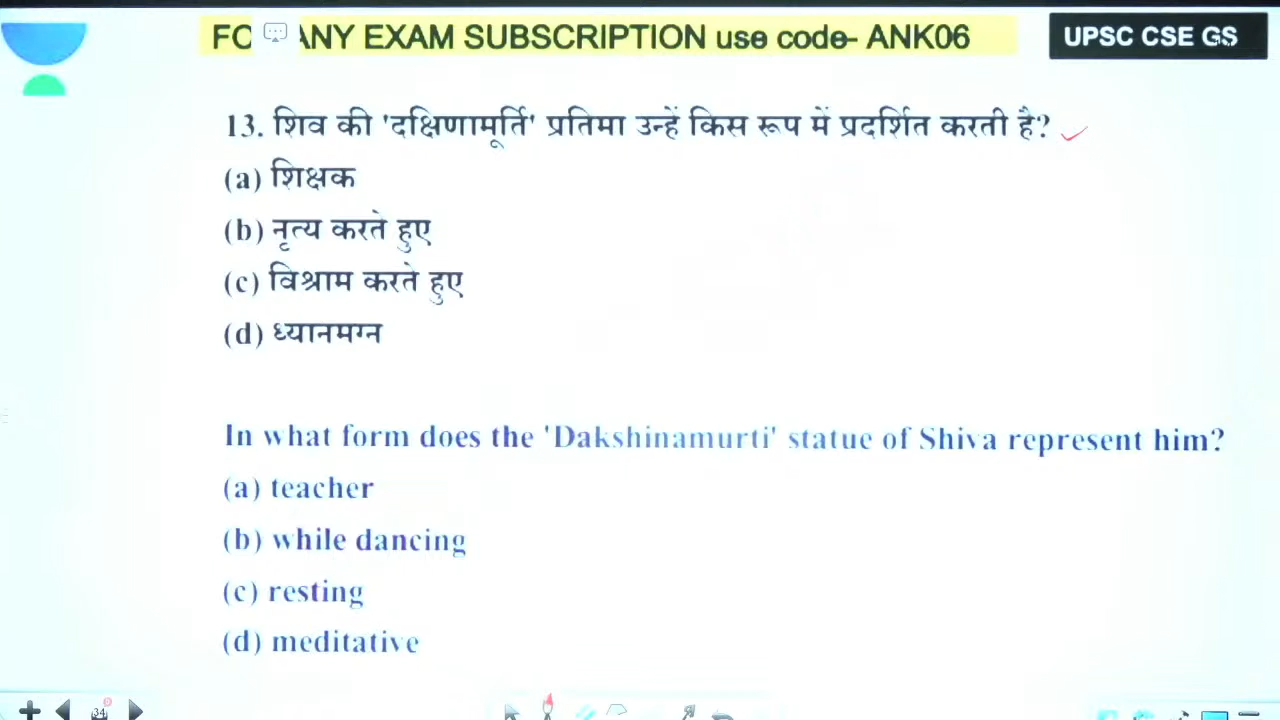 ANY EXAM SUBSCRIPTION use code- ANK06
UPSC CSE GS
13. शिव की 'दक्षिणामूर्ति' प्रतिमा उन्हें किस रूप में प्रदर्शित करती है?
(a) शिक्षक
(b) नृत्य करते हुए
(c) विश्राम करते हुए
(d) ध्यानमग्न
In what form does the 'Dakshinamurti' statue of Shiva represent him?
(a) teacher
(b) while dancing
(c) resting
(d) meditative
34